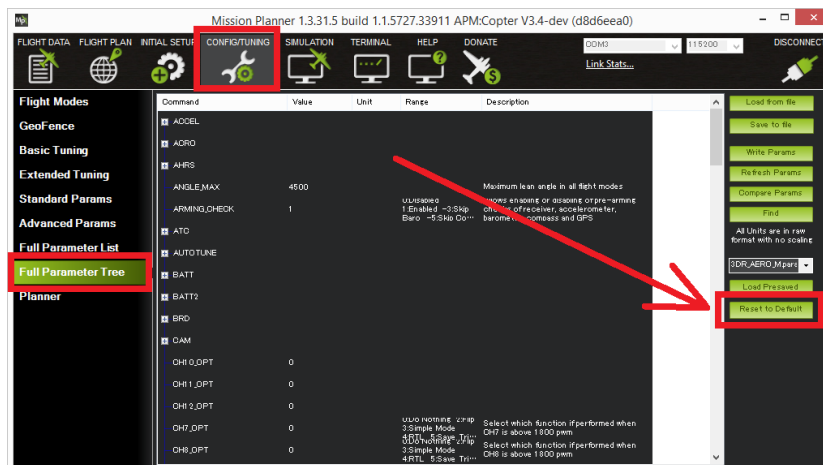 Mission Planner 1.3.31.5 build 1.1.5727.33911 APM:Copter V3.4-dev (d8d6eea0)
FLIGHT DATA FLIGHT PLAN INITIAL SETUP CONFIG/TUNING SIMULATION TERMINAL HELP DONATE COM3 115200 DISCONNECT
Link Stats...
Flight Modes
GeoFence
Basic Tuning
Extended Tuning
Standard Params
Advanced Params
Full Parameter List
Full Parameter Tree
Planner
Command Value Unit Range Description
ACCEL
ACRO
AHRS
ANGLE_MAX 4500 Maximum lean angle in all flight modes
ARMING_CHECK 1 0:Disabled Allows enabling or disabling of pre-arming
1:Enabled -3:Skip checks of receiver, accelerometer,
Baro -5:Skip Co... barometer, compass and GPS
ATC
AUTOTUNE
BATT
BATT2
BRD
CAM
CH10_OPT 0
CH11_OPT 0
CH12_OPT 0
CH7_OPT 0 0:Do Nothing 2:Flip Select which function if performed when
3:Simple Mode CH7 is above 1800 pwm
4:RTL 5:Save Tri...
CH8_OPT 0 0:Do Nothing 2:Flip Select which function if performed when
3:Simple Mode CH8 is above 1800 pwm
4:RTL 5:Save Tri...
Load from file
Save to file
Write Params
Refresh Params
Compare Params
Find
All Units are in raw
format with no scaling
3DR_AERO_M.para
Load Presaved
Reset to Default